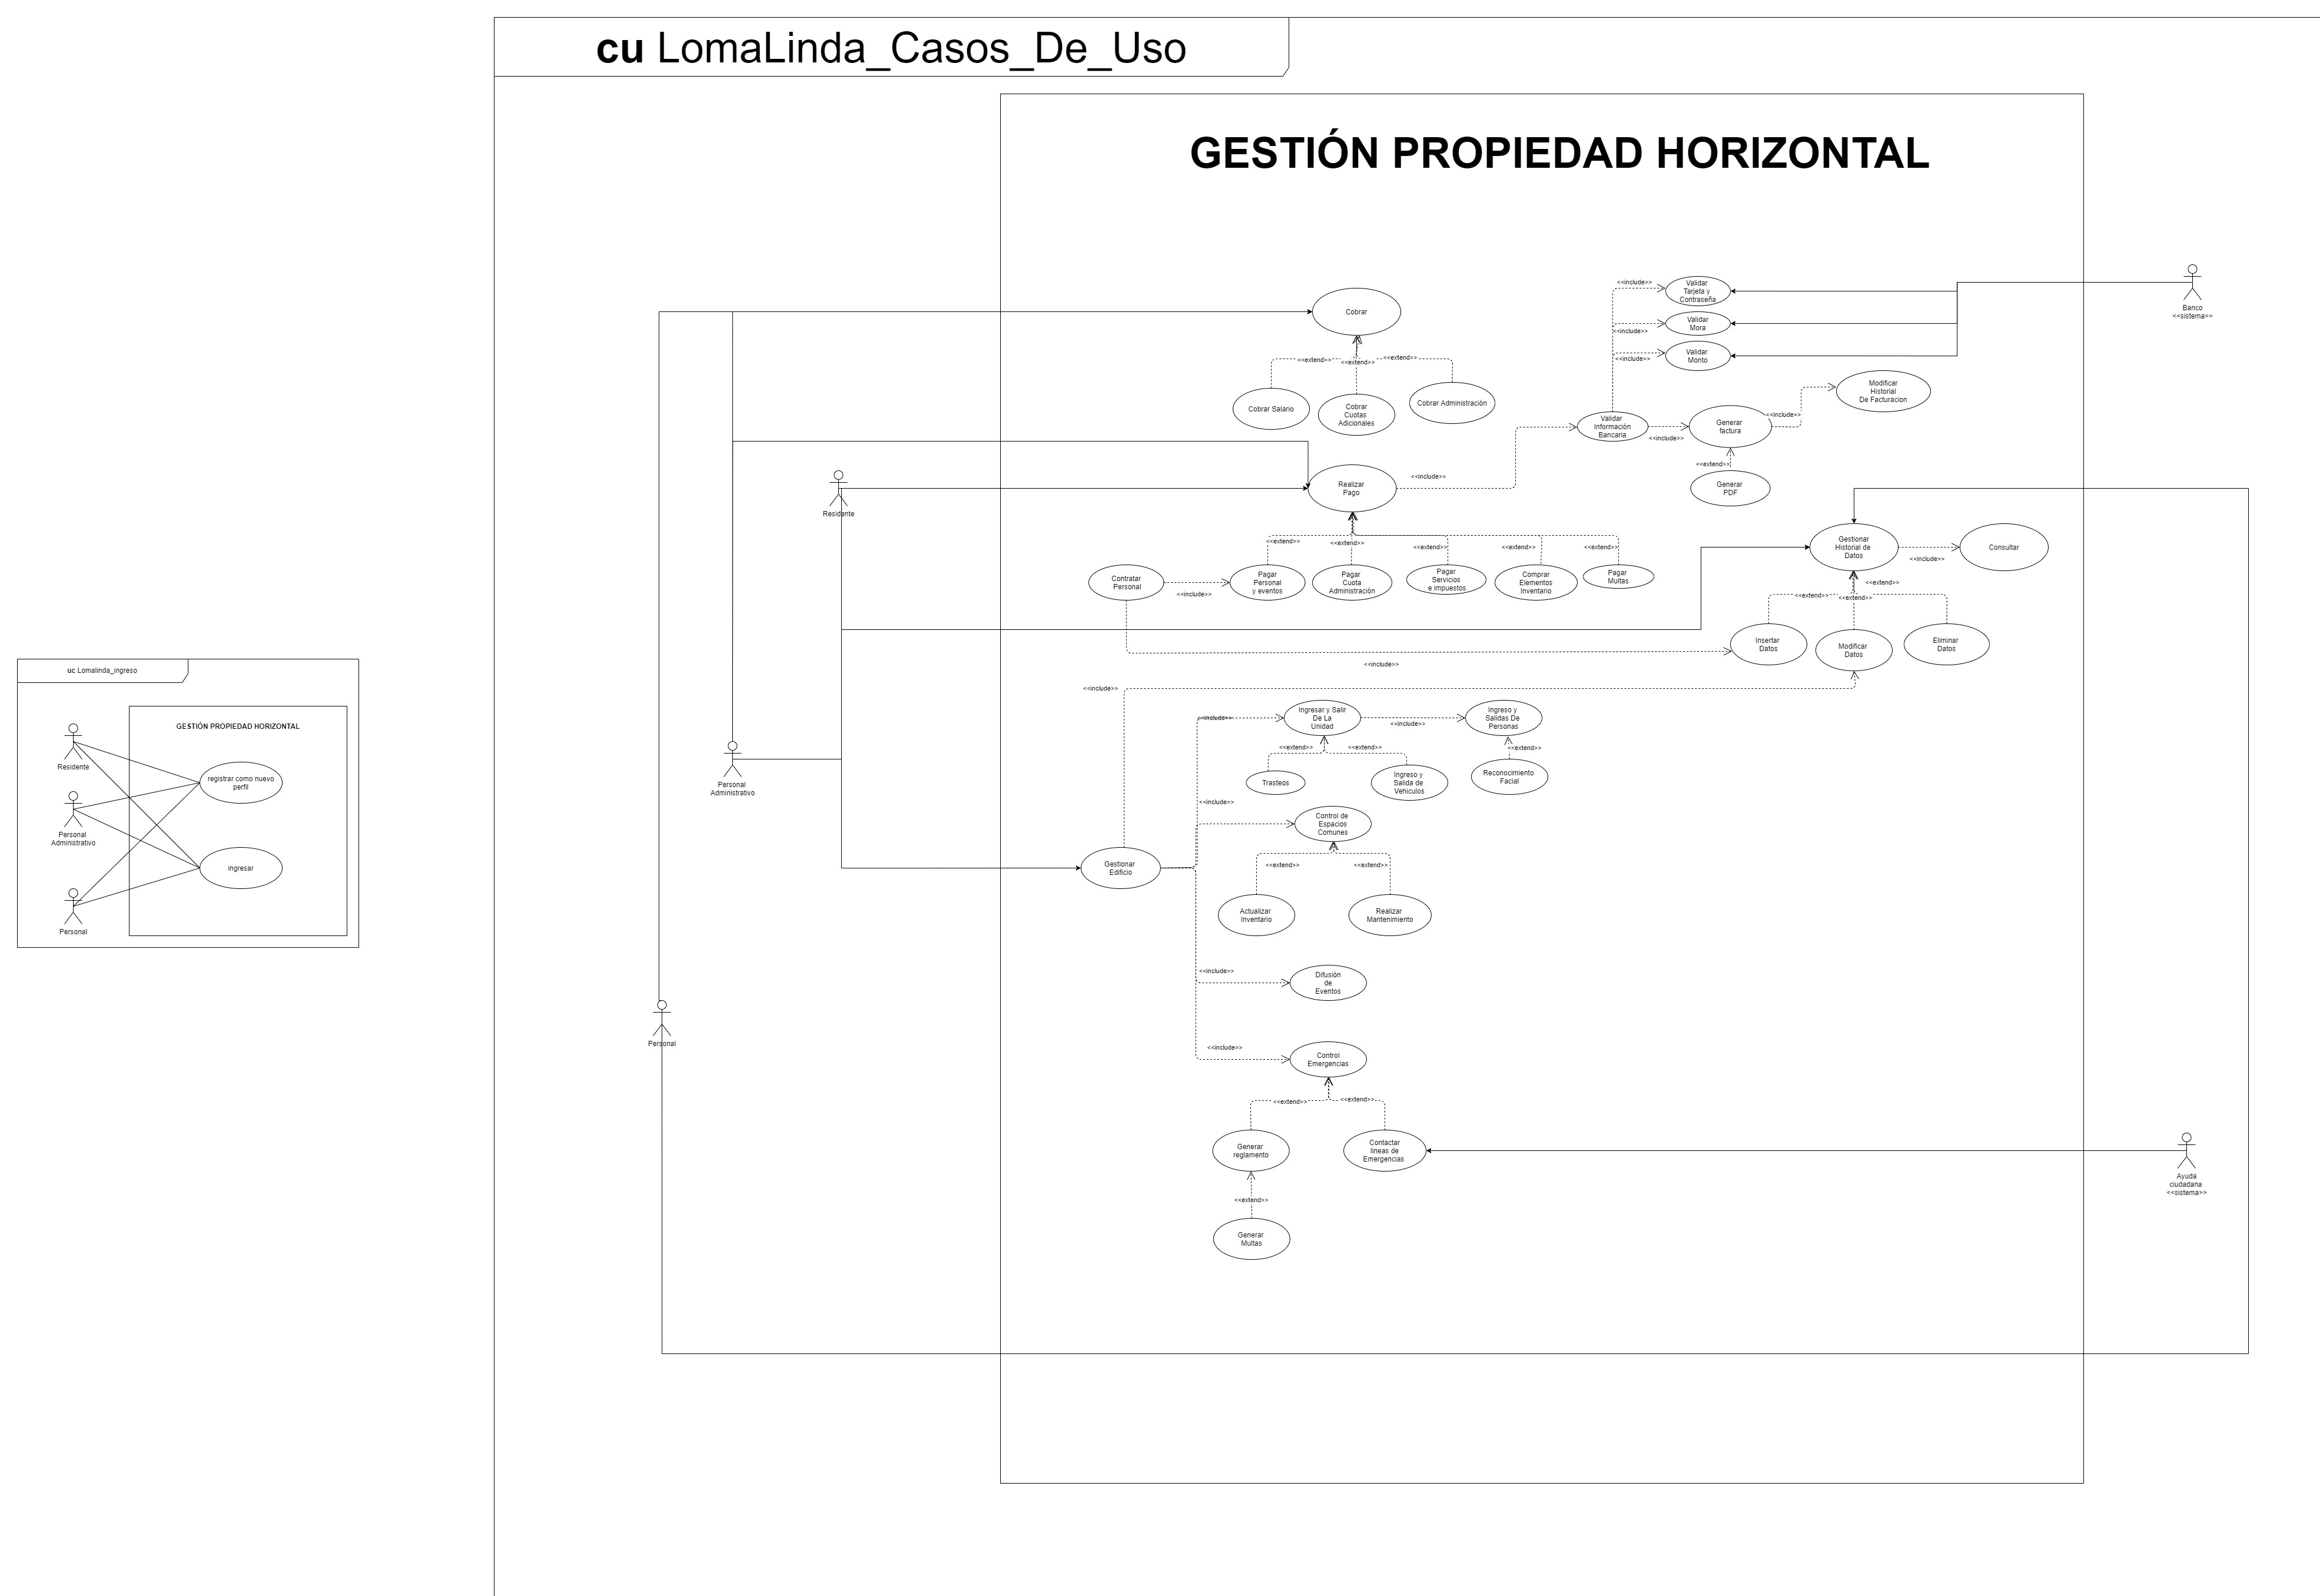 cu LomaLinda_Casos_De_Uso
GESTIÓN PROPIEDAD HORIZONTAL
Banco
<<sistema>>
Validar
Tarjeta y
Contraseña
<<include>>
Validar
Mora
<<include>>
Validar
Monto
<<include>>
Cobrar
<<extend>>
<<extend>>
<<extend>>
Cobrar Salario
Cobrar
Cuotas
Adicionales
Cobrar Administración
Modificar
Historial
De Facturacion
<<include>>
Validar
Información
Bancaria
<<include>>
Generar
factura
<<extend>>
Generar
PDF
Residente
Realizar
Pago
<<include>>
<<extend>>
<<extend>>
<<extend>>
<<extend>>
<<extend>>
Contratar
Personal
<<include>>
Pagar
Personal
y eventos
Pagar
Cuota
Administración
Pagar
Servicios
e impuestos
Comprar
Elementos
Inventario
Pagar
Multas
Gestionar
Historial de
Datos
<<include>>
Consultar
<<extend>>
<<extend>>
<<extend>>
Insertar
Datos
Modificar
Datos
Eliminar
Datos
<<include>>
<<include>>
<<include>>
Ingresar y Salir
De La
Unidad
<<include>>
Ingreso y
Salidas De
Personas
<<extend>>
<<extend>>
<<extend>>
Trasteos
Ingreso y
Salida de
Vehiculos
Reconocimiento
Facial
Personal
Administrativo
<<include>>
Control de
Espacios
Comunes
Gestionar
Edificio
<<extend>>
<<extend>>
Actualizar
Inventario
Realizar
Mantenimiento
<<include>>
Difusión
de
Eventos
Personal
<<include>>
Control
Emergencias
<<extend>>
<<extend>>
Generar
reglamento
Contactar
líneas de
Emergencias
Ayuda
ciudadana
<<sistema>>
<<extend>>
Generar
Multas
uc Lomalinda_ingreso
GESTIÓN PROPIEDAD HORIZONTAL
Residente
registrar como nuevo
perfil
Personal
Administrativo
ingresar
Personal